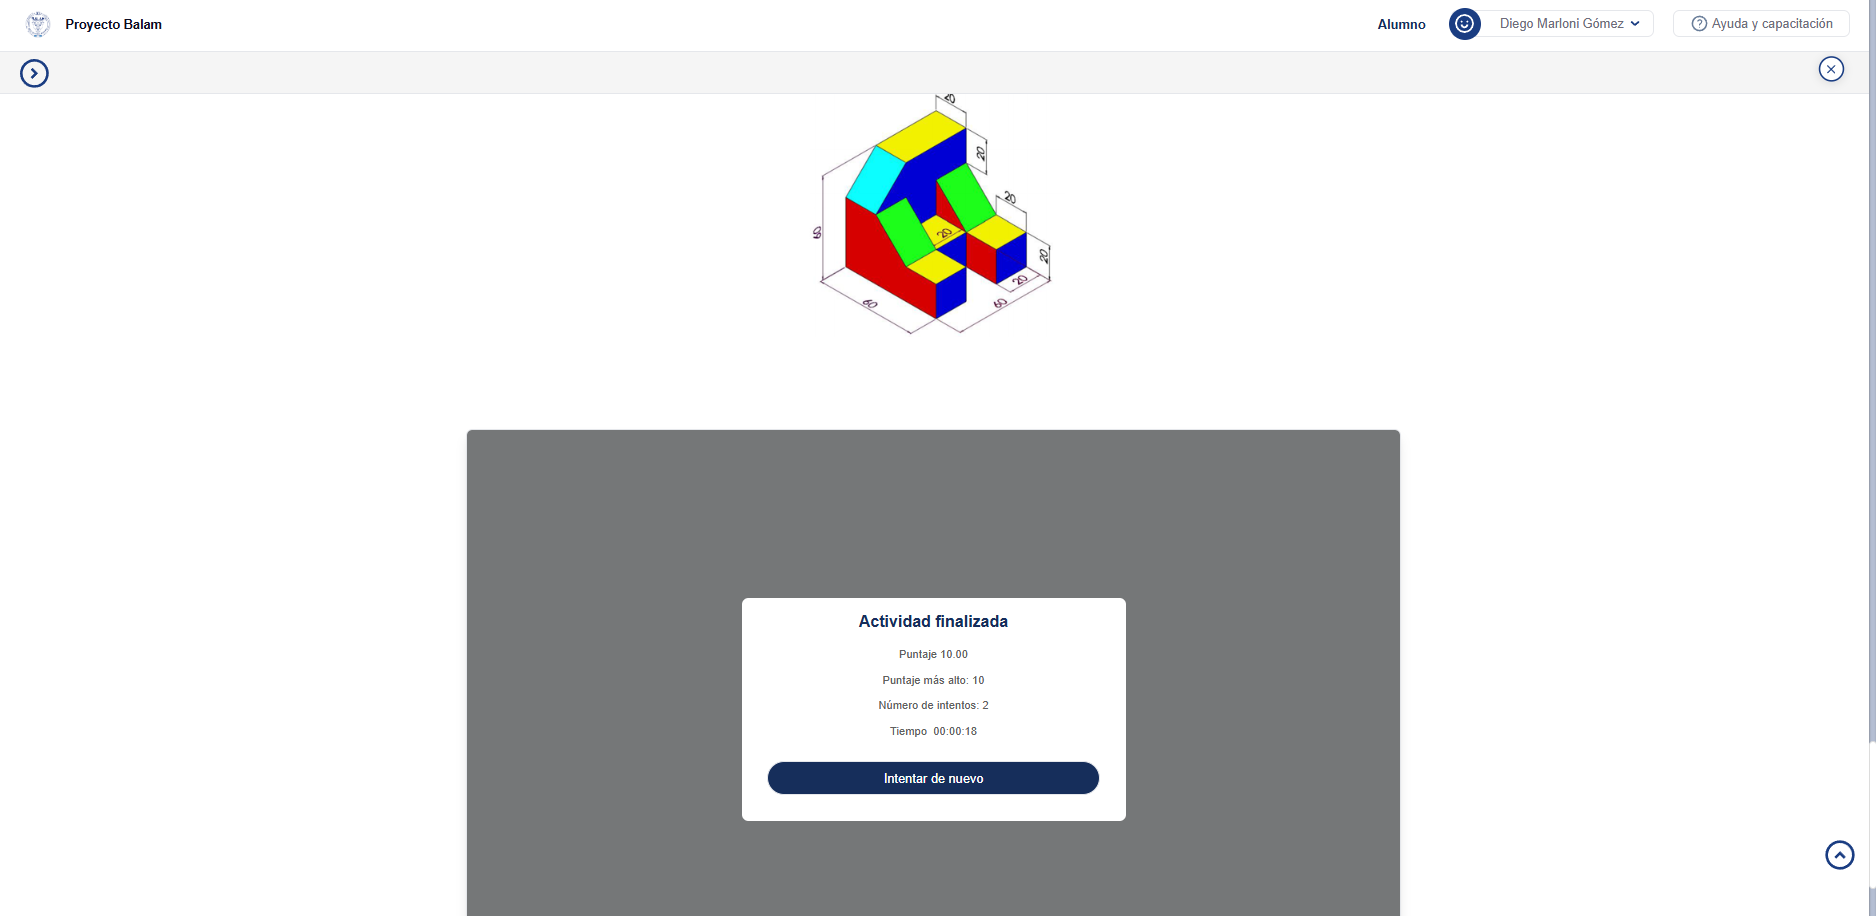 Proyecto Balam
Alumno
Diego Marloni Gómez
Ayuda y capacitación
20
20
20
60
20
20
20
60
60
Actividad finalizada
Puntaje 10.00
Puntaje más alto: 10
Número de intentos: 2
Tiempo 00:00:18
Intentar de nuevo